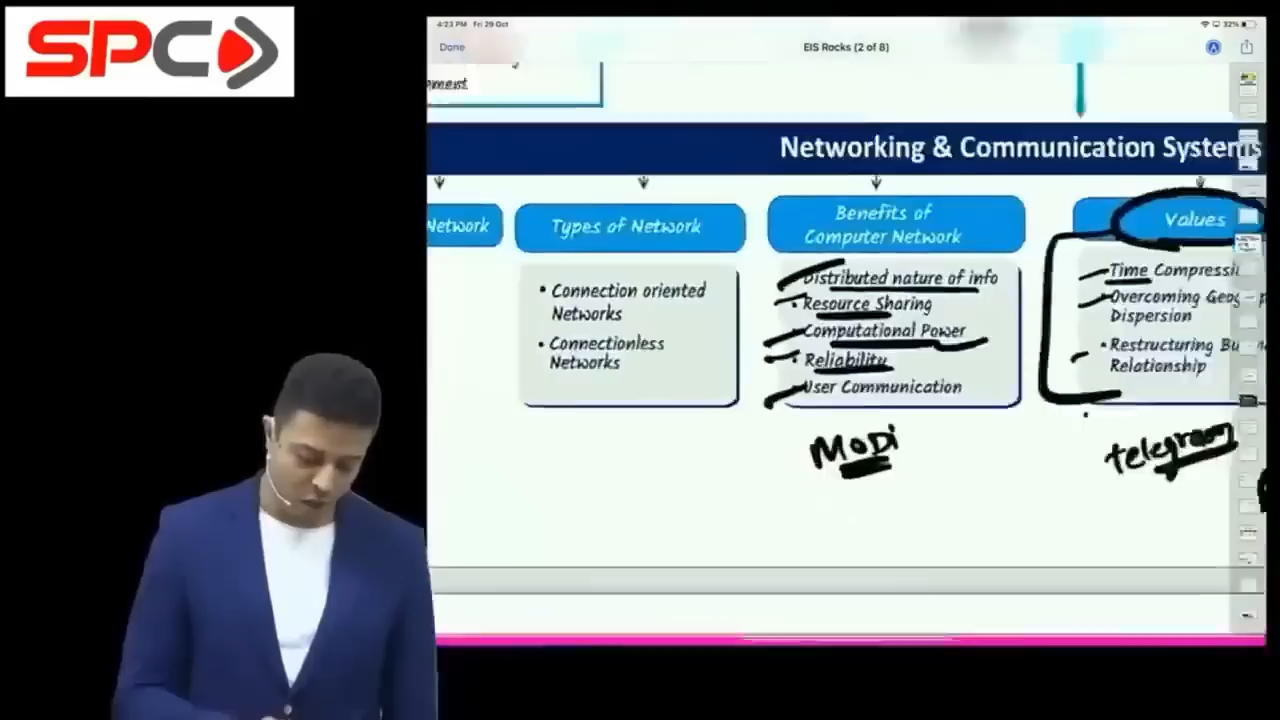 SPC
4:23 PM Fri 29 Oct
32%
Done
EIS Rocks (2 of 8)
Networking & Communication Systems
Network
Types of Network
• Connection oriented
Networks
• Connectionless
Networks
Benefits of
Computer Network
Distributed nature of info
• Resource Sharing
Computational Power
• Reliability
User Communication
MODi
Values
Time Compressi
Overcoming Geog
Dispersion
• Restructuring Bu
Relationship
telegram